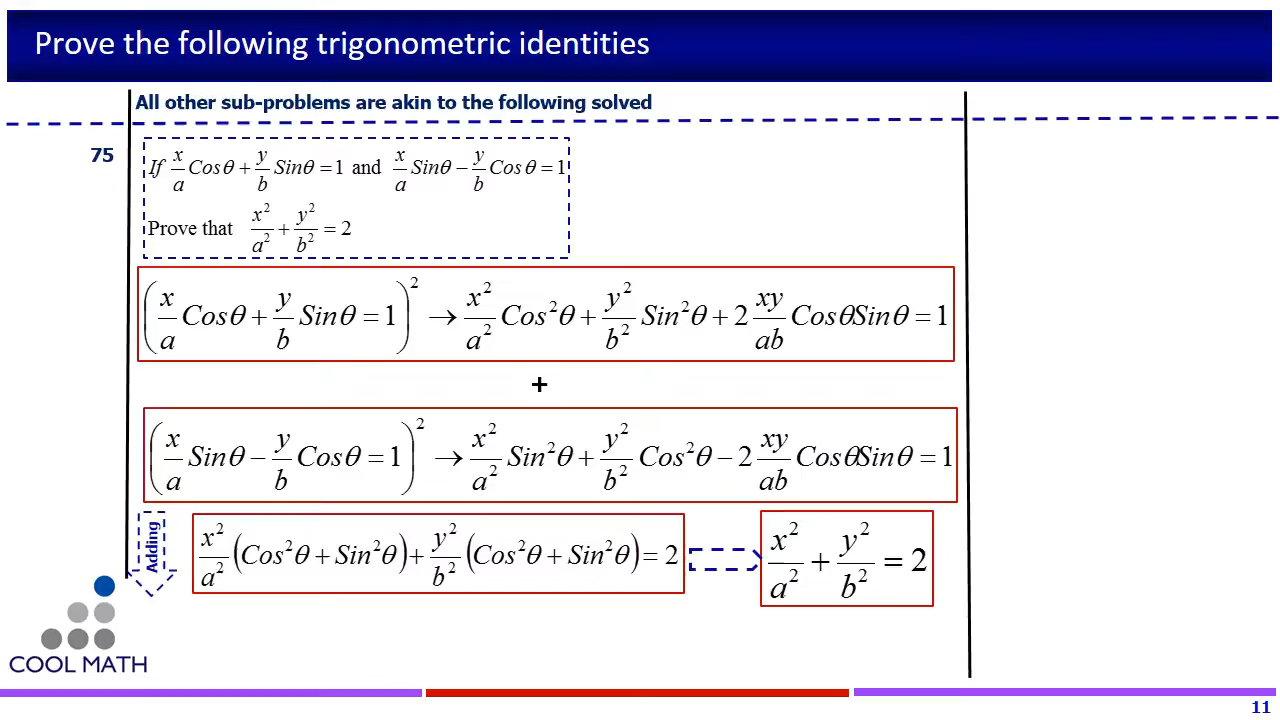 Prove the following trigonometric identities
All other sub-problems are akin to the following solved
75
If x/a Cosθ + y/b Sinθ = 1 and x/a Sinθ − y/b Cosθ = 1
Prove that x²/a² + y²/b² = 2
(x/a Cosθ + y/b Sinθ = 1)² → x²/a² Cos²θ + y²/b² Sin²θ + 2 xy/ab CosθSinθ = 1
+
(x/a Sinθ − y/b Cosθ = 1)² → x²/a² Sin²θ + y²/b² Cos²θ − 2 xy/ab CosθSinθ = 1
Adding
x²/a² (Cos²θ + Sin²θ) + y²/b² (Cos²θ + Sin²θ) = 2
x²/a² + y²/b² = 2
COOL MATH
11